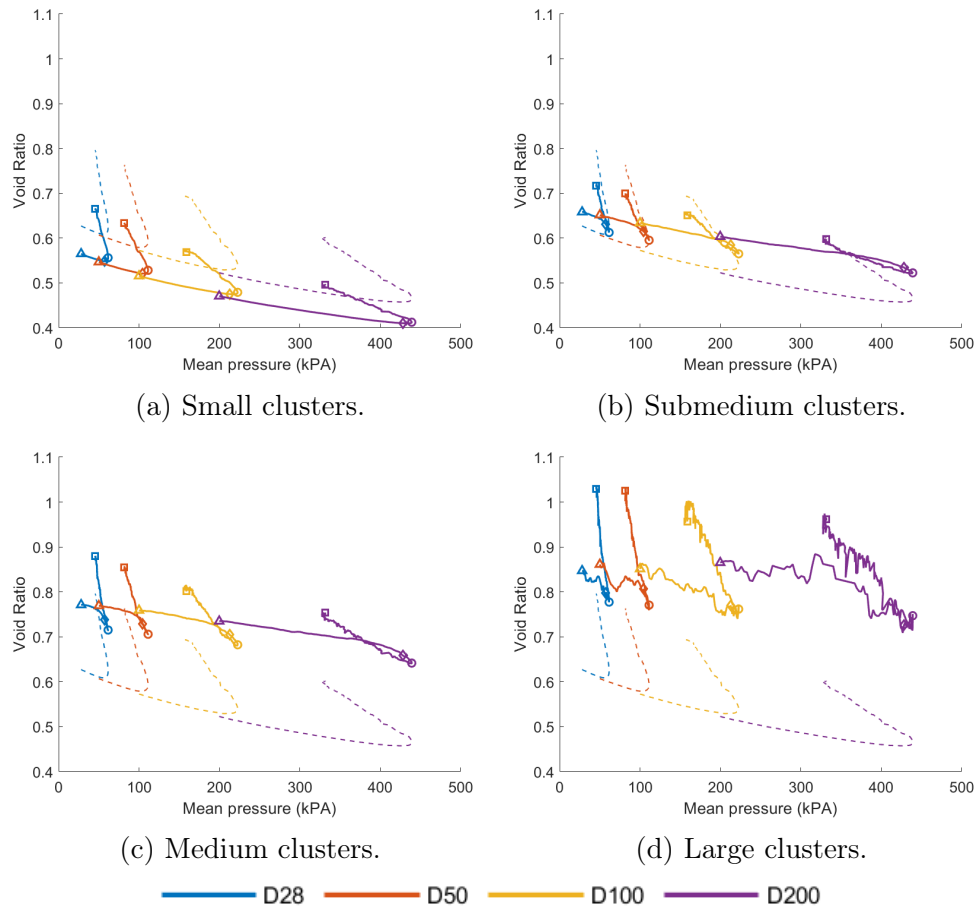 1.1
1
0.9
0.8
0.7
0.6
0.5
0.4
Void Ratio
0 100 200 300 400 500
Mean pressure (kPA)
(a) Small clusters.
1.1
1
0.9
0.8
0.7
0.6
0.5
0.4
Void Ratio
0 100 200 300 400 500
Mean pressure (kPA)
(b) Submedium clusters.
1.1
1
0.9
0.8
0.7
0.6
0.5
0.4
Void Ratio
0 100 200 300 400 500
Mean pressure (kPA)
(c) Medium clusters.
1.1
1
0.9
0.8
0.7
0.6
0.5
0.4
Void Ratio
0 100 200 300 400 500
Mean pressure (kPA)
(d) Large clusters.
D28 D50 D100 D200